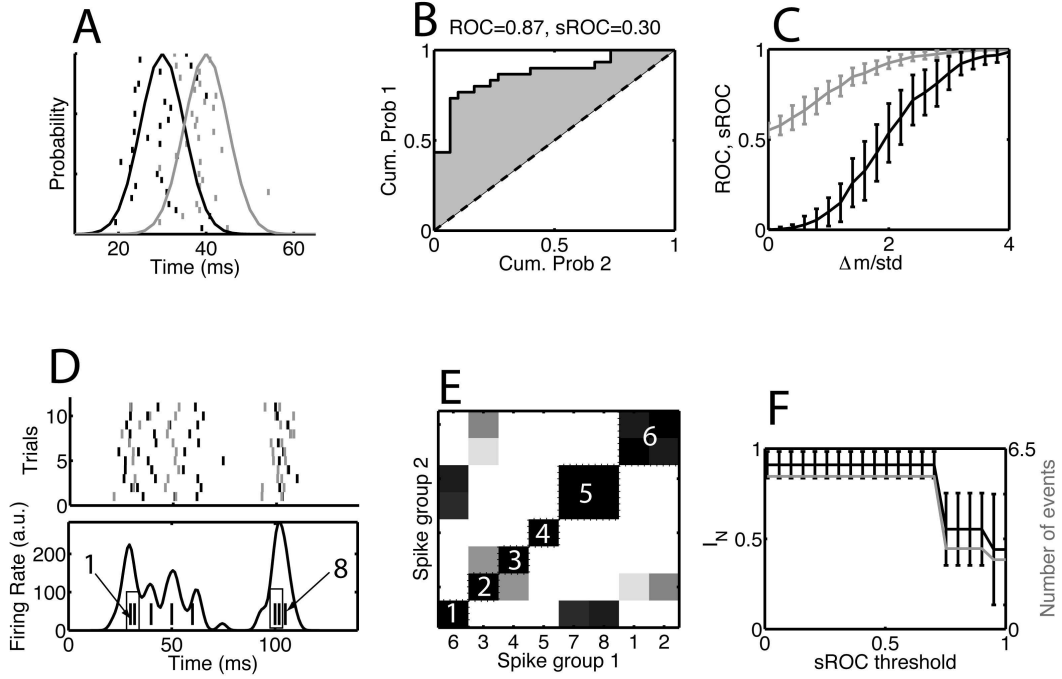 A
Probability
20 40 60
Time (ms)
B
ROC=0.87, sROC=0.30
Cum. Prob 1
1
0.5
0
0 0.5 1
Cum. Prob 2
C
ROC, sROC
1
0.5
0
0 2 4
Δm/std
D
Trials
10
5
0
1
8
Firing Rate (a.u.)
200
100
0
0 50 100
Time (ms)
E
Spike group 2
6
5
4
3
2
1
6 3 4 5 7 8 1 2
Spike group 1
F
I_N
1
0.5
0
6.5
6
Number of events
0 0.5 1
sROC threshold